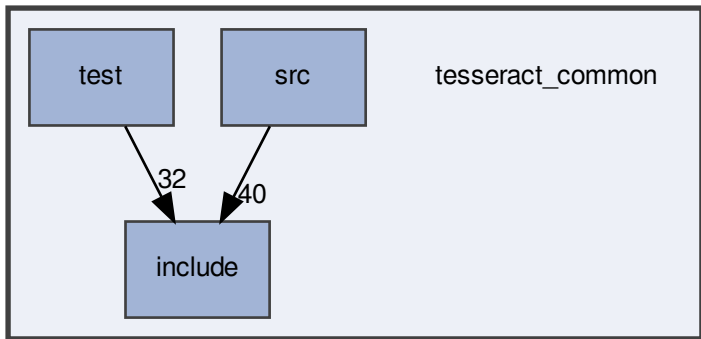 test
src
tesseract_common
32
40
include